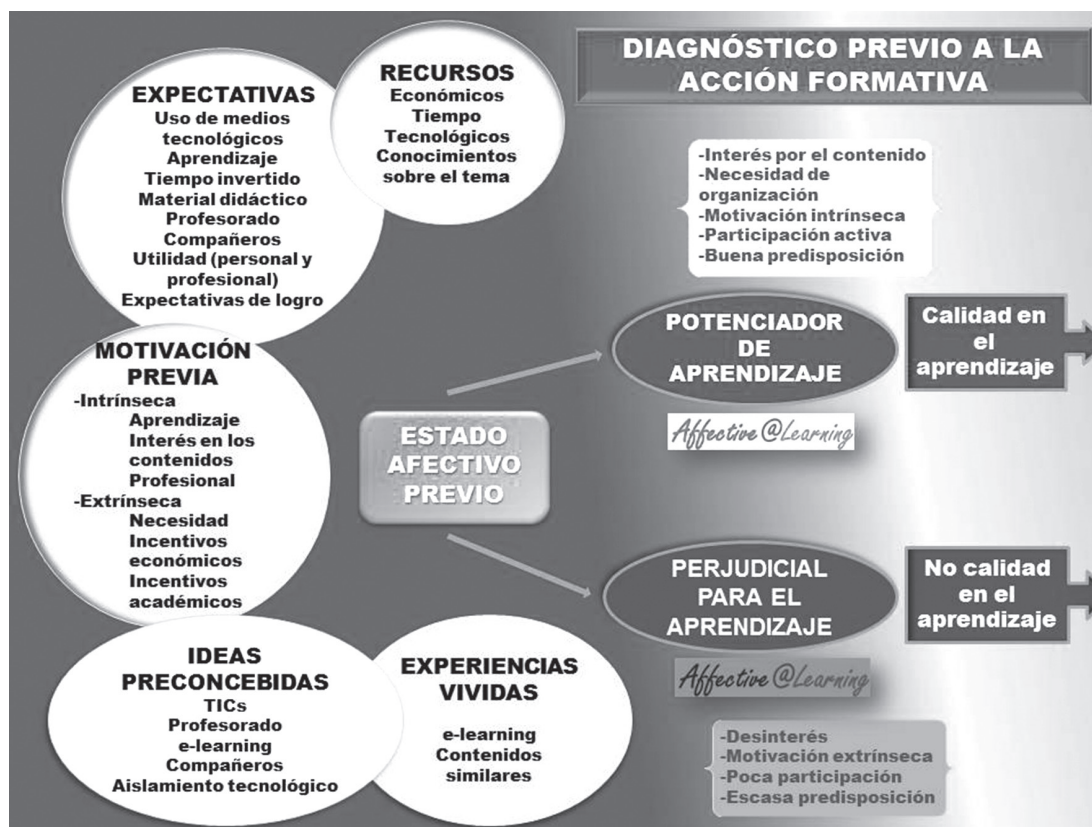 DIAGNÓSTICO PREVIO A LA
ACCIÓN FORMATIVA
EXPECTATIVAS
Uso de medios
tecnológicos
Aprendizaje
Tiempo invertido
Material didáctico
Profesorado
Compañeros
Utilidad (personal y
profesional)
Expectativas de logro
RECURSOS
Económicos
Tiempo
Tecnológicos
Conocimientos
sobre el tema
MOTIVACIÓN
PREVIA
-Intrínseca
Aprendizaje
Interés en los
contenidos
Profesional
-Extrínseca
Necesidad
Incentivos
económicos
Incentivos
académicos
IDEAS
PRECONCEBIDAS
TICs
Profesorado
e-learning
Compañeros
Aislamiento tecnológico
EXPERIENCIAS
VIVIDAS
e-learning
Contenidos
similares
ESTADO
AFECTIVO
PREVIO
-Interés por el contenido
-Necesidad de
organización
-Motivación intrínseca
-Participación activa
-Buena predisposición
POTENCIADOR
DE
APRENDIZAJE
Affective @Learning
Calidad en
el
aprendizaje
PERJUDICIAL
PARA EL
APRENDIZAJE
Affective @Learning
No calidad
en el
aprendizaje
-Desinterés
-Motivación extrínseca
-Poca participación
-Escasa predisposición